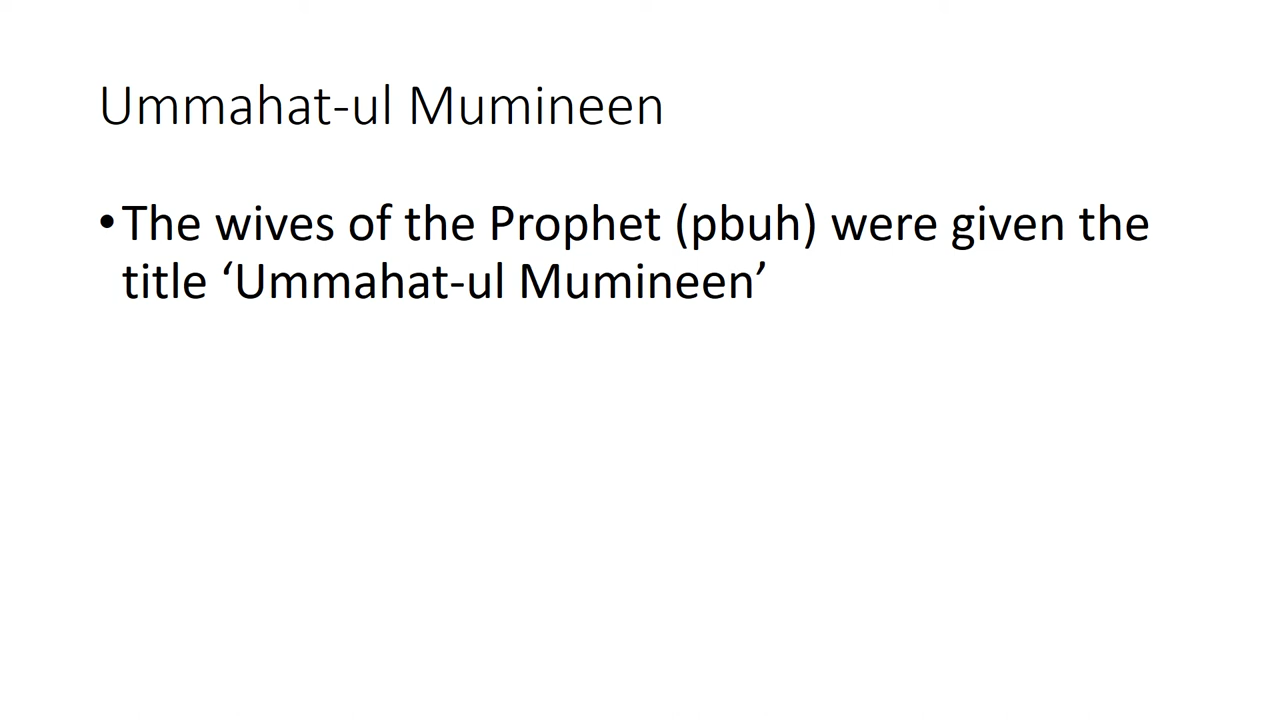 Ummahat-ul Mumineen
•The wives of the Prophet (pbuh) were given the
title ‘Ummahat-ul Mumineen’